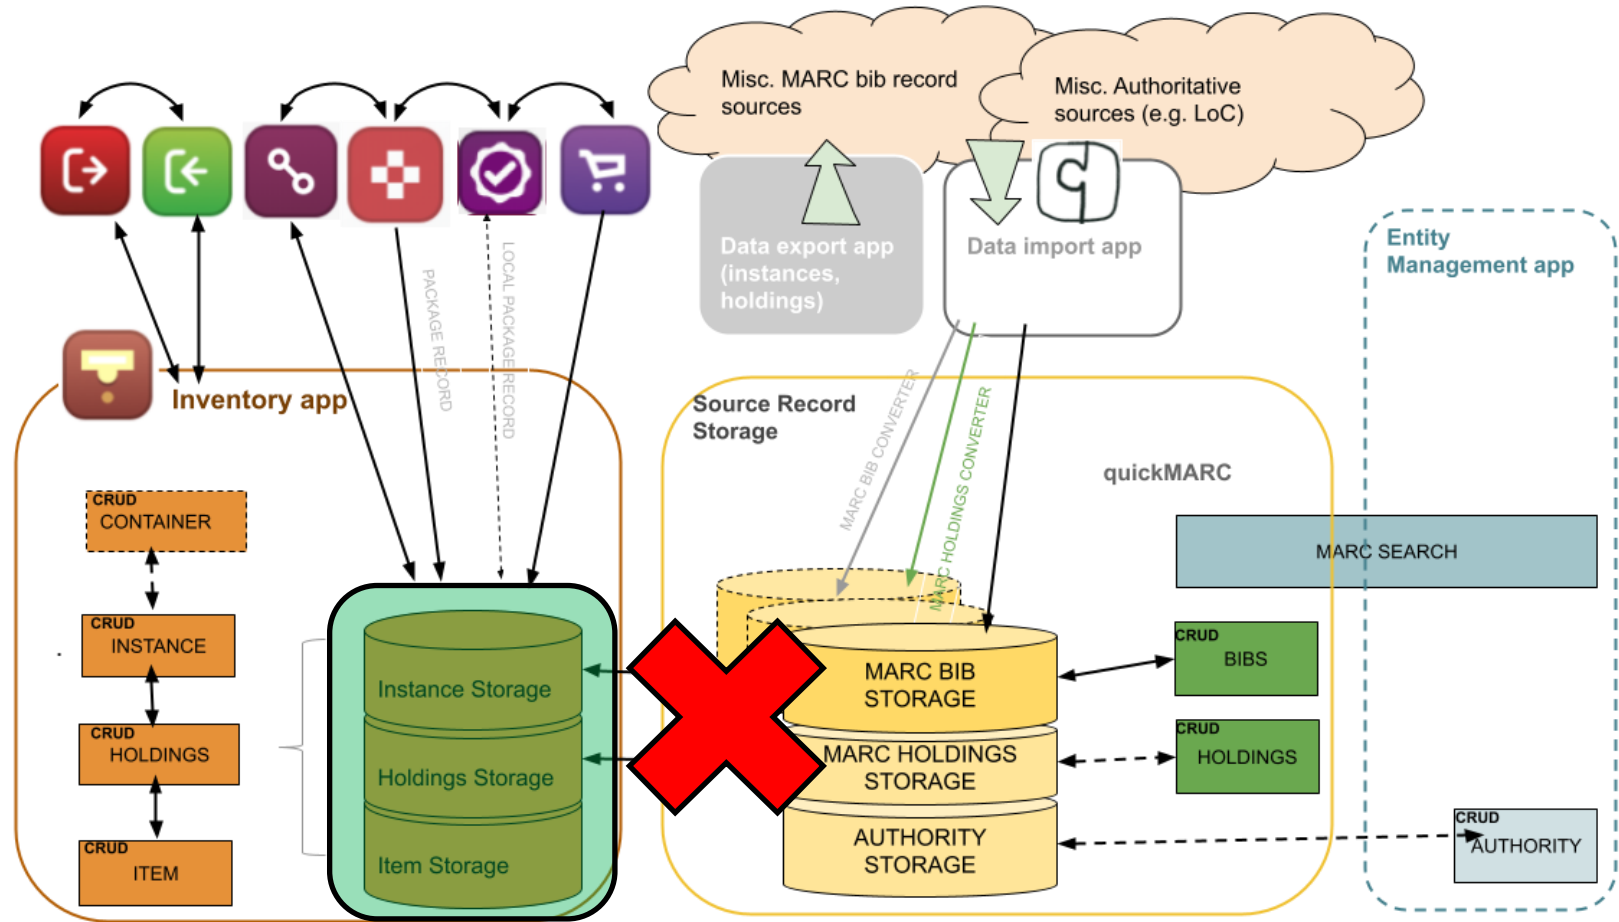 Misc. MARC bib record
sources
Misc. Authoritative
sources (e.g. LoC)
Data export app
(instances,
holdings)
Data import app
Entity
Management app
PACKAGE RECORD
LOCAL PACKAGE RECORD
Inventory app
Source Record
Storage
MARC BIB CONVERTER
MARC HOLDINGS CONVERTER
quickMARC
CRUD
CONTAINER
MARC SEARCH
CRUD
INSTANCE
CRUD
HOLDINGS
CRUD
ITEM
Instance Storage
Holdings Storage
Item Storage
MARC BIB
STORAGE
MARC HOLDINGS
STORAGE
AUTHORITY
STORAGE
CRUD
BIBS
CRUD
HOLDINGS
CRUD
AUTHORITY